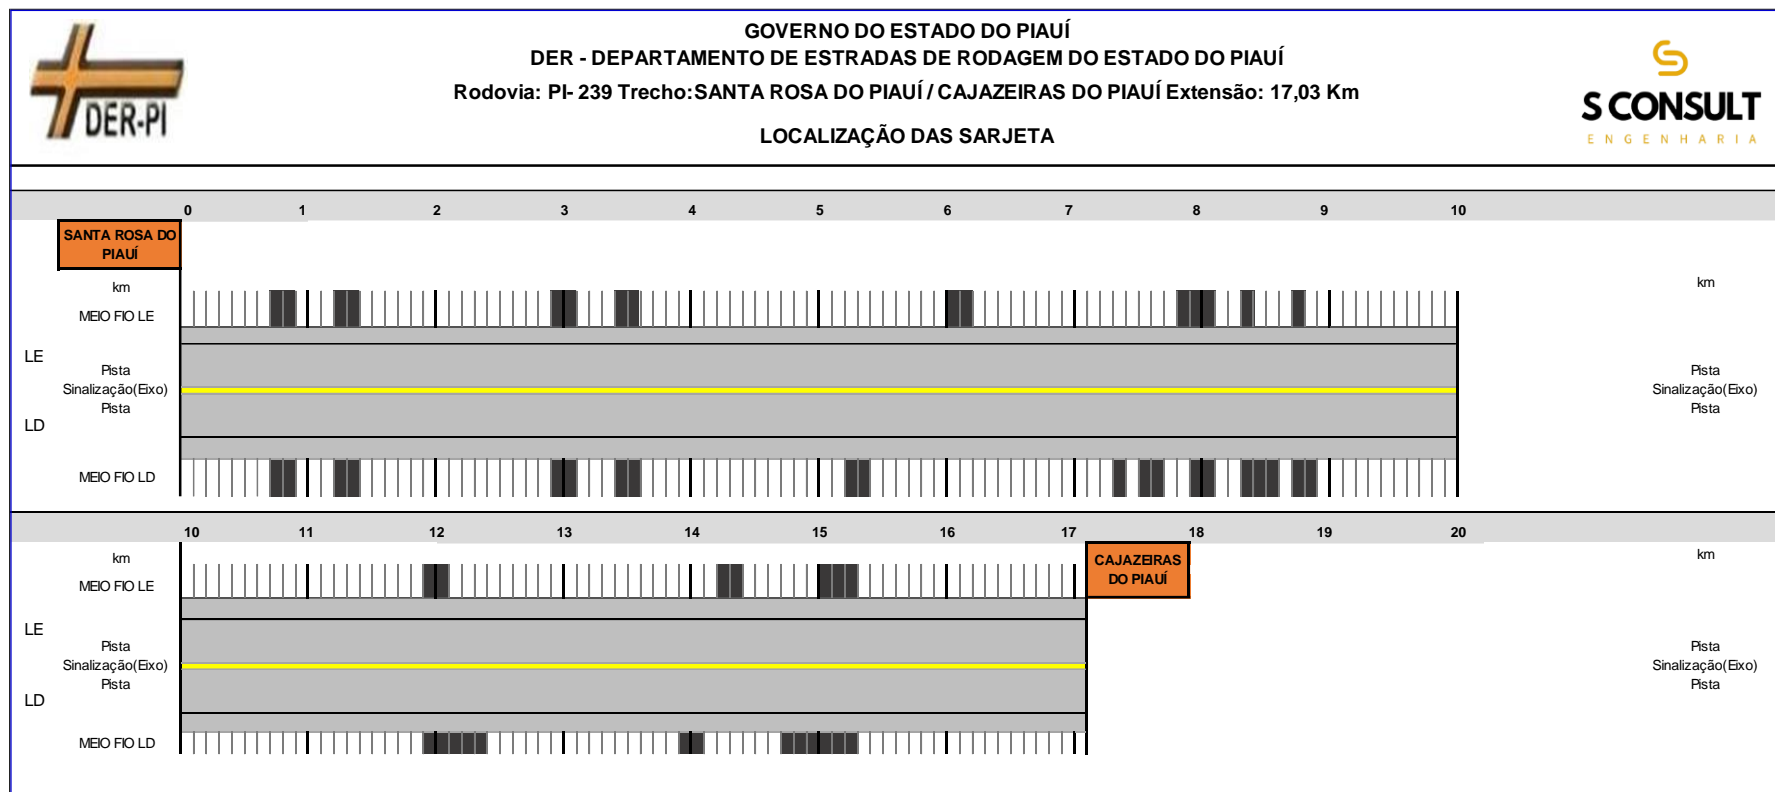 GOVERNO DO ESTADO DO PIAUÍ
DER - DEPARTAMENTO DE ESTRADAS DE RODAGEM DO ESTADO DO PIAUÍ
Rodovia: PI- 239 Trecho:SANTA ROSA DO PIAUÍ / CAJAZEIRAS DO PIAUÍ Extensão: 17,03 Km
LOCALIZAÇÃO DAS SARJETA
DER-PI
S CONSULT
ENGENHARIA
0 1 2 3 4 5 6 7 8 9 10
SANTA ROSA DO
PIAUÍ
km km
MEIO FIO LE
LE
Pista Pista
Sinalização(Eixo) Sinalização(Eixo)
Pista Pista
LD
MEIO FIO LD
10 11 12 13 14 15 16 17 18 19 20
km km
CAJAZEIRAS
DO PIAUÍ
MEIO FIO LE
LE
Pista Pista
Sinalização(Eixo) Sinalização(Eixo)
Pista Pista
LD
MEIO FIO LD